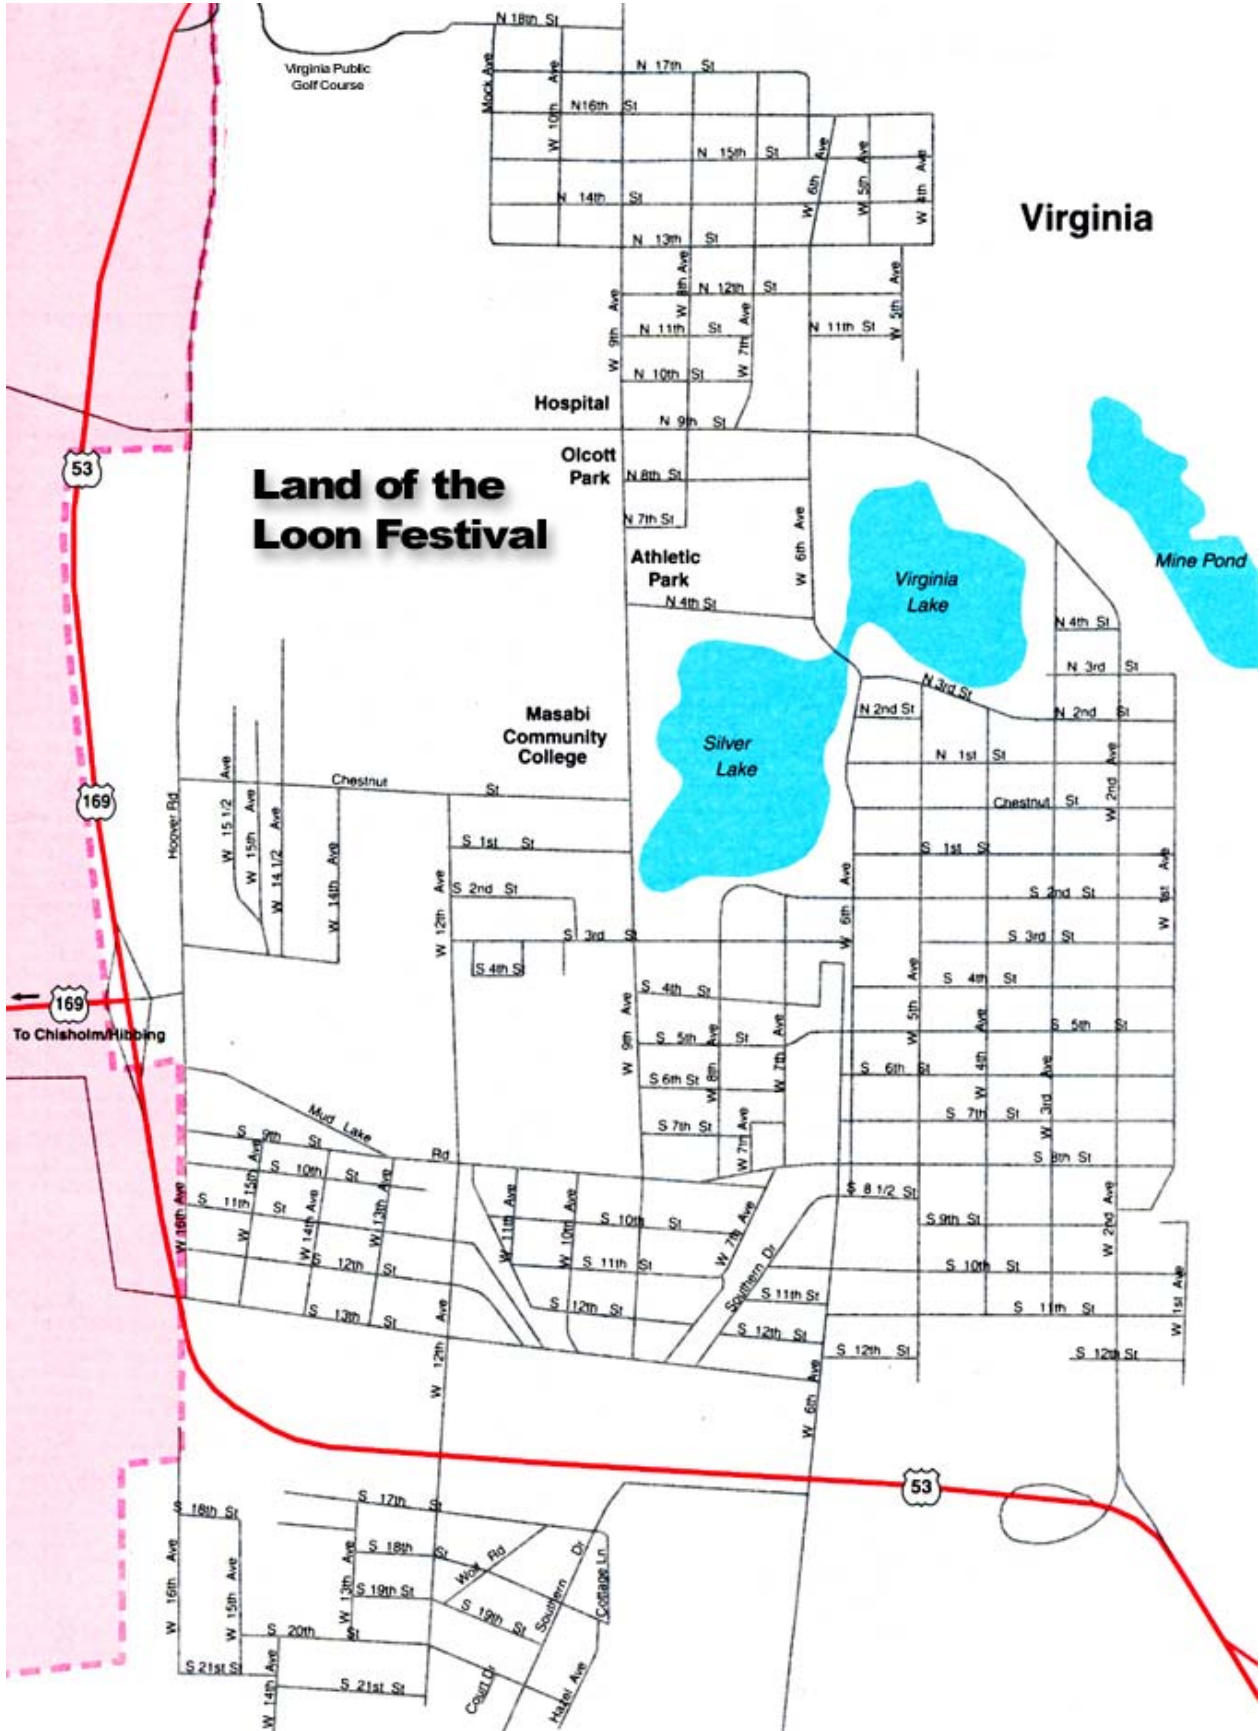 N 18th St
Virginia Public
Golf Course
Mock Ave
W 10th Ave
N 17th St
N16th St
N 15th St
W 6th Ave
W 5th Ave
W 4th Ave
N 14th St
Virginia
N 13th St
W 8th Ave
N 12th St
W 9th Ave
W 7th Ave
W 5th Ave
N 11th St
N 11th St
N 10th St
Hospital
N 9th St
53
Olcott
Park
N 8th St
Land of the
Loon Festival
N 7th St
W 6th Ave
Athletic
Park
N 4th St
Virginia
Lake
Mine Pond
N 4th St
N 3rd St
N 3rd St
N 2nd St
N 2nd St
Masabi
Community
College
Silver
Lake
N 1st St
W 2nd Ave
Chestnut St
Chestnut St
169
Hoover Rd
W 15 1/2 Ave
W 15th Ave
W 14 1/2 Ave
W 14th Ave
W 12th Ave
S 1st St
S 1st St
S 2nd St
S 2nd St
W 6th Ave
W 1st Ave
S 3rd St
S 3rd St
S 4th St
S 4th St
S 4th St
169
To Chisholm/Hibbing
W 9th Ave
W 8th Ave
W 7th Ave
W 5th Ave
W 4th Ave
W 3rd Ave
S 5th St
S 5th St
S 6th St
S 6th St
S 7th St
S 7th St
W 7th Ave
Mud Lake Rd
S 9th St
S 8th St
S 10th St
S 8 1/2 St
S 11th St
W 16th Ave
W 15th Ave
W 14th Ave
W 13th Ave
W 11th Ave
W 10th Ave
S 10th St
W 7th Ave
S 9th St
W 2nd Ave
S 12th St
S 11th St
Southern Dr
S 10th St
S 13th St
S 12th St
S 11th St
S 11th St
W 1st Ave
S 12th St
S 12th St
S 12th St
W 12th Ave
W 6th Ave
53
S 17th St
S 18th St
S 18th St
Wolf Rd
Southern Dr
Cottage Ln
W 16th Ave
W 15th Ave
W 13th Ave
S 19th St
S 19th St
S 20th St
S 21st St
W 14th Ave
S 21st St
Court Dr
Hazel Ave